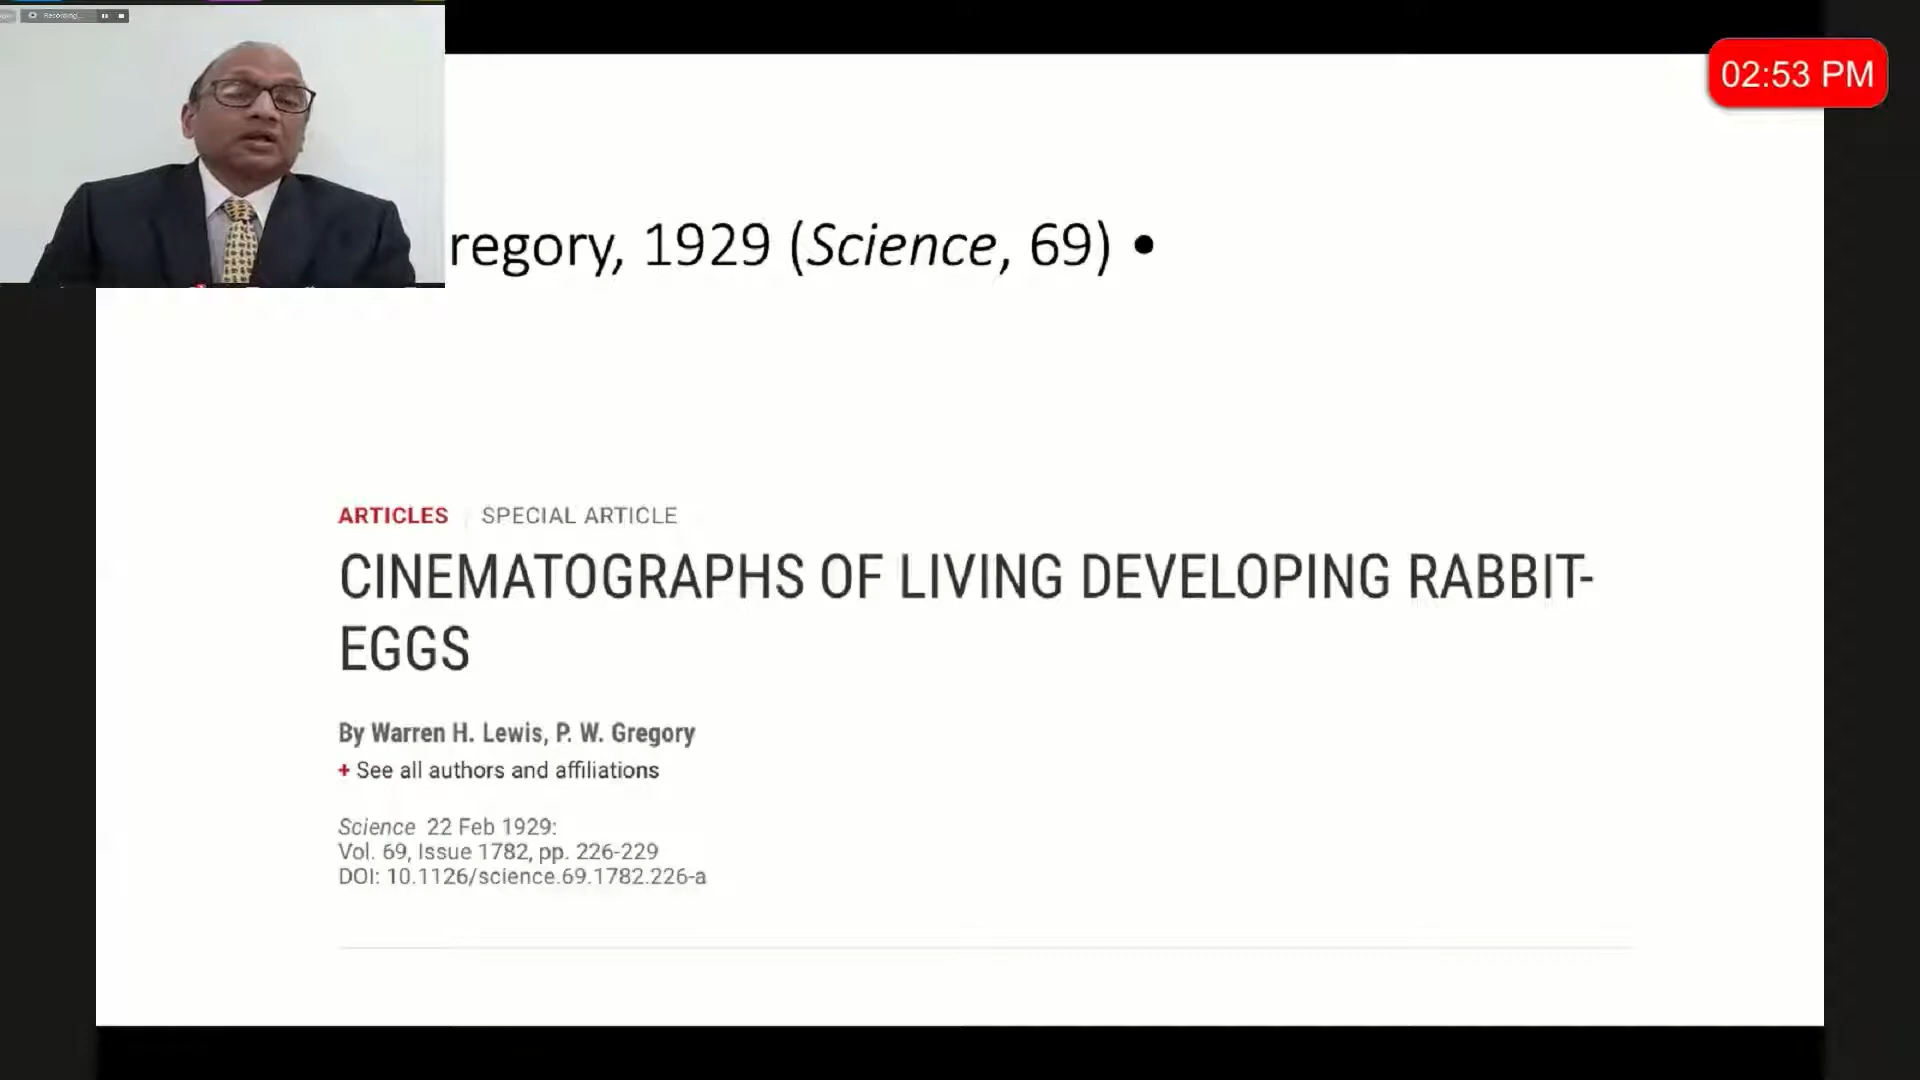 Recording...
02:53 PM
regory, 1929 (Science, 69) •
ARTICLES SPECIAL ARTICLE
CINEMATOGRAPHS OF LIVING DEVELOPING RABBIT-
EGGS
By Warren H. Lewis, P. W. Gregory
+ See all authors and affiliations
Science 22 Feb 1929:
Vol. 69, Issue 1782, pp. 226-229
DOI: 10.1126/science.69.1782.226-a